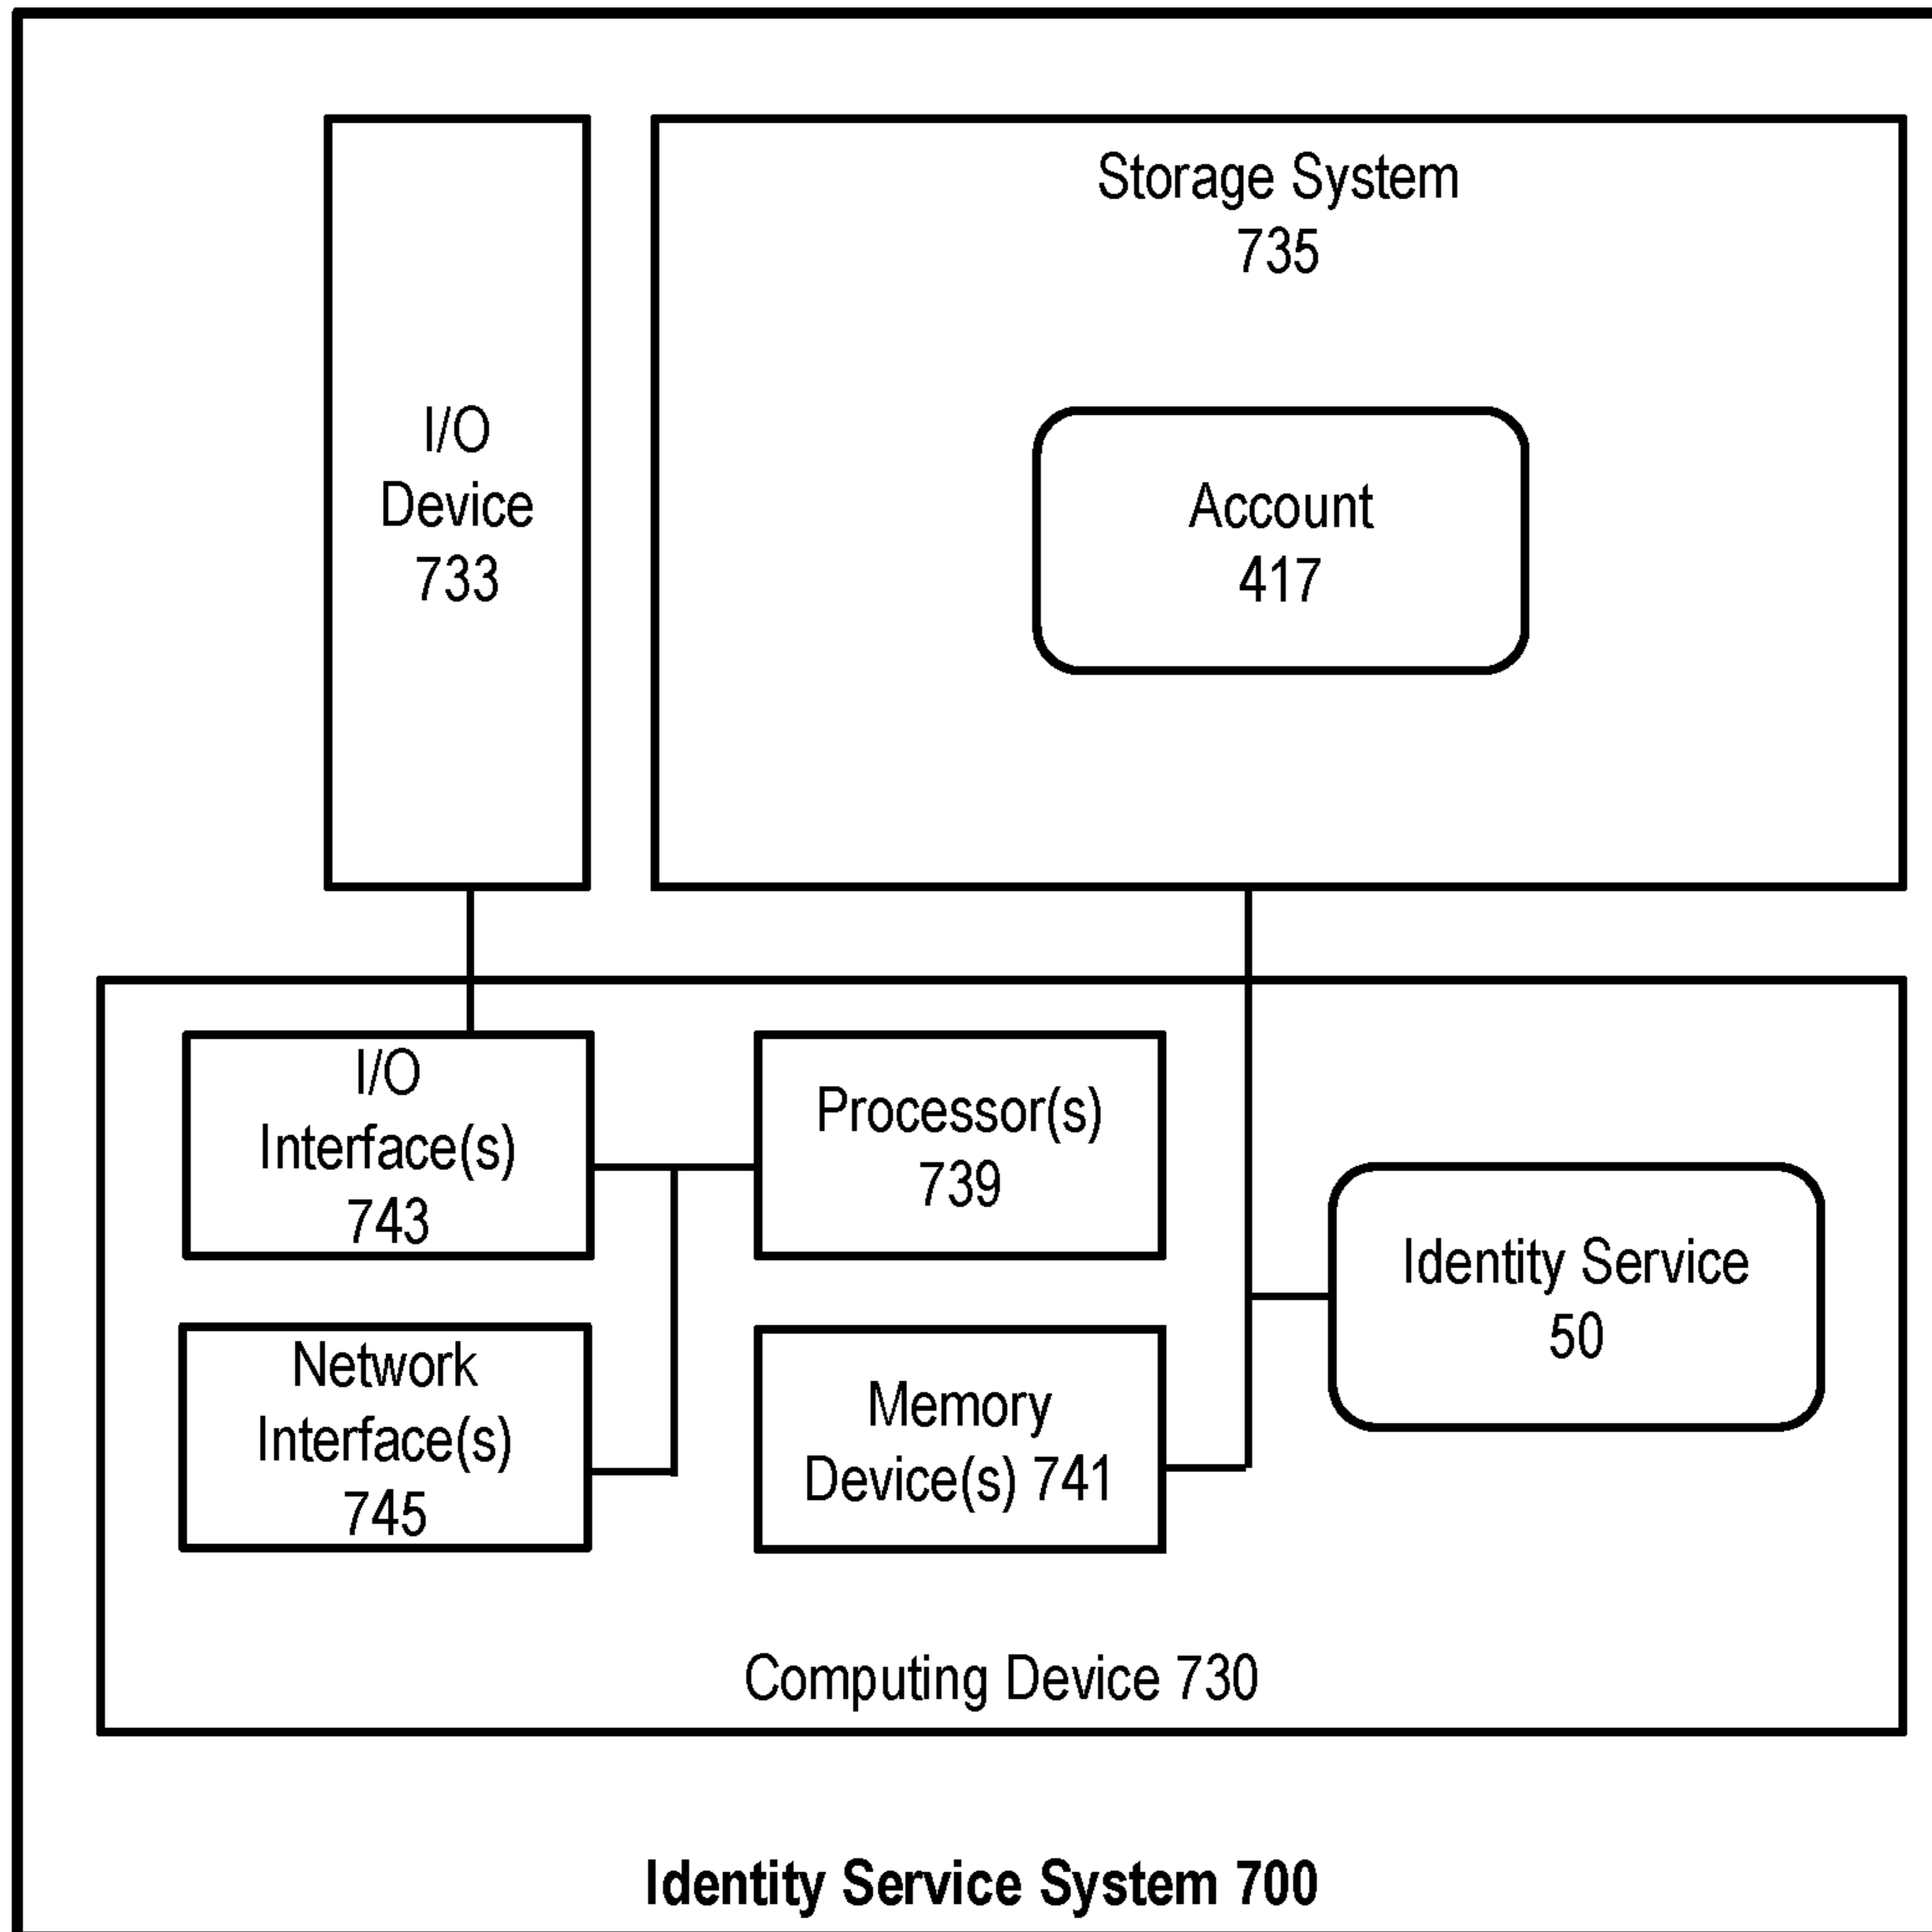 I/O
Device
733
Storage System
735
Account
417
I/O
Interface(s)
743
Processor(s)
739
Network
Interface(s)
745
Memory
Device(s) 741
Identity Service
50
Computing Device 730
Identity Service System 700